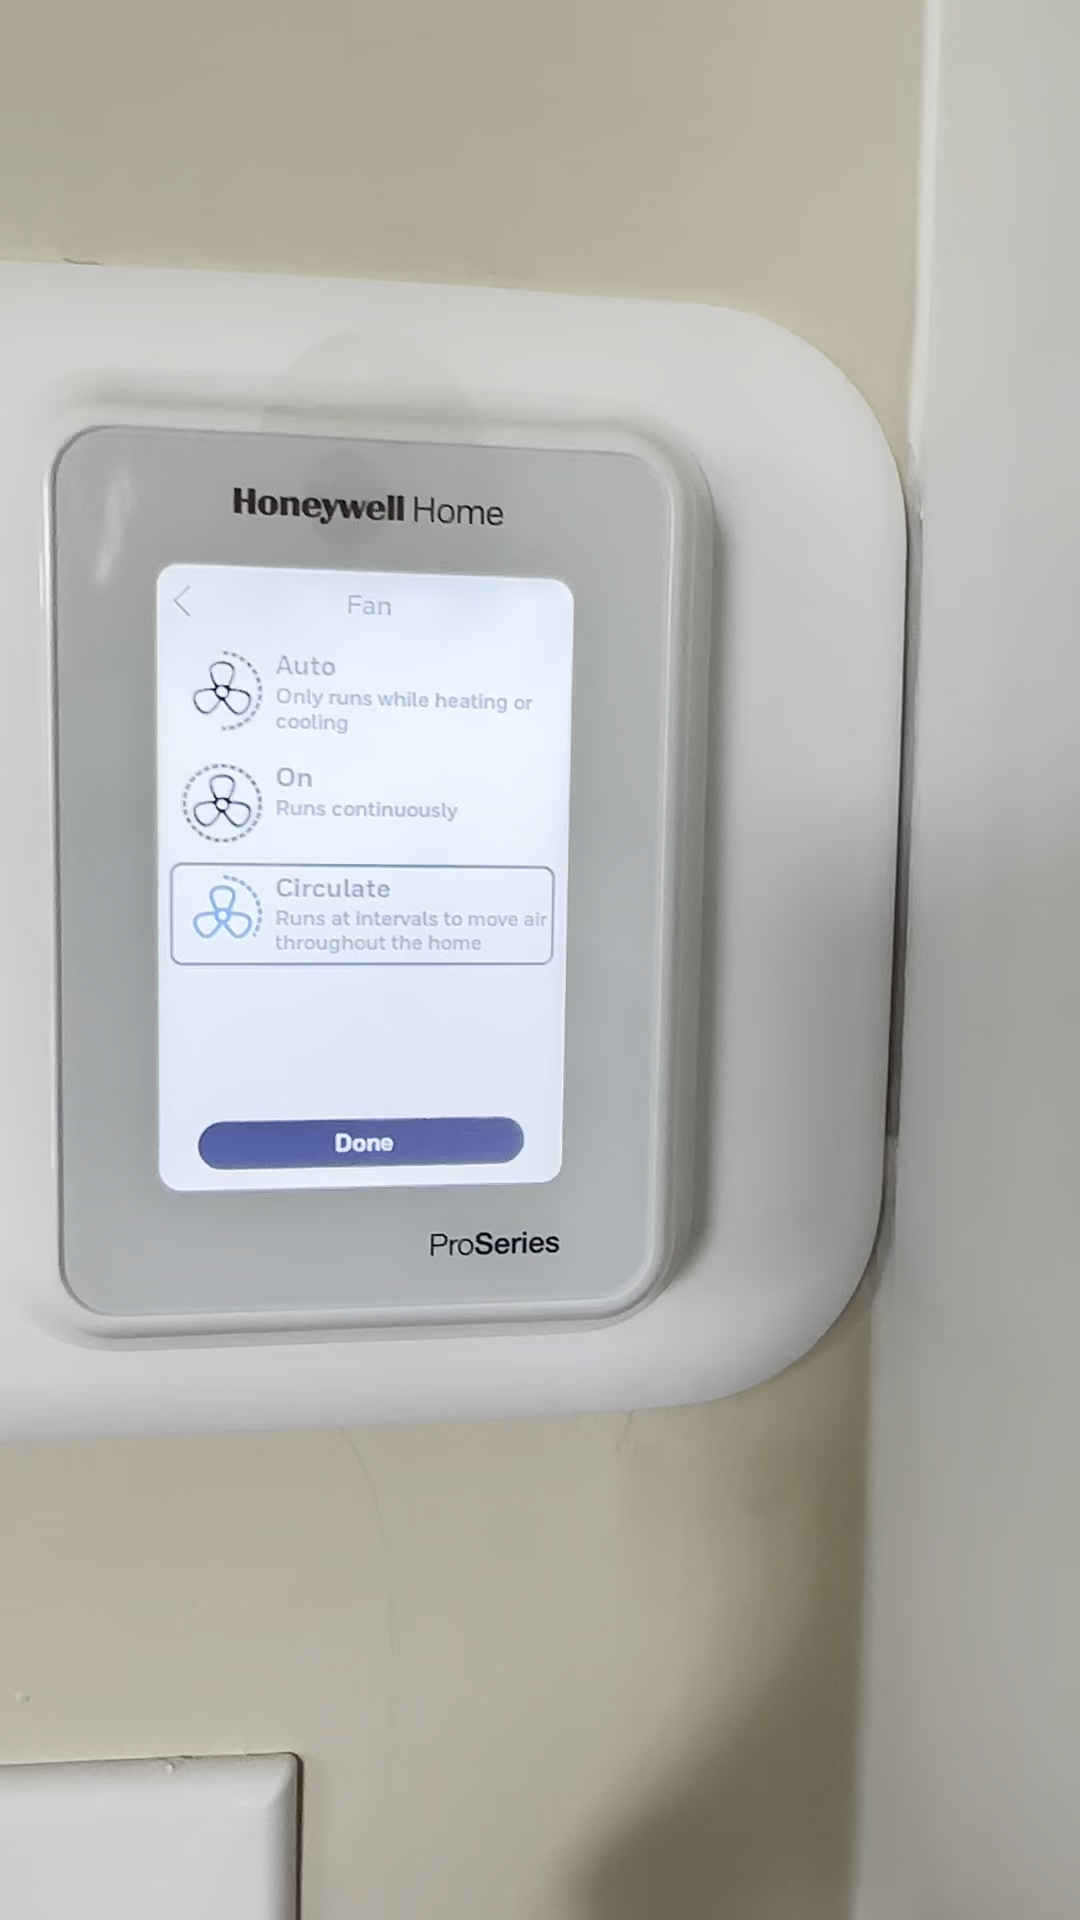 Honeywell Home
Fan
Auto
Only runs while heating or
cooling
On
Runs continuously
Circulate
Runs at intervals to move air
throughout the home
Done
ProSeries